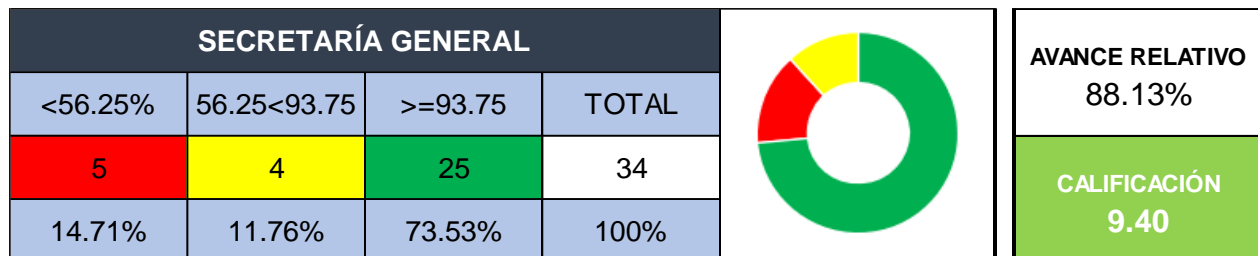 SECRETARÍA GENERAL
<56.25% 56.25<93.75 >=93.75 TOTAL
5 4 25 34
14.71% 11.76% 73.53% 100%
AVANCE RELATIVO
88.13%
CALIFICACIÓN
9.40